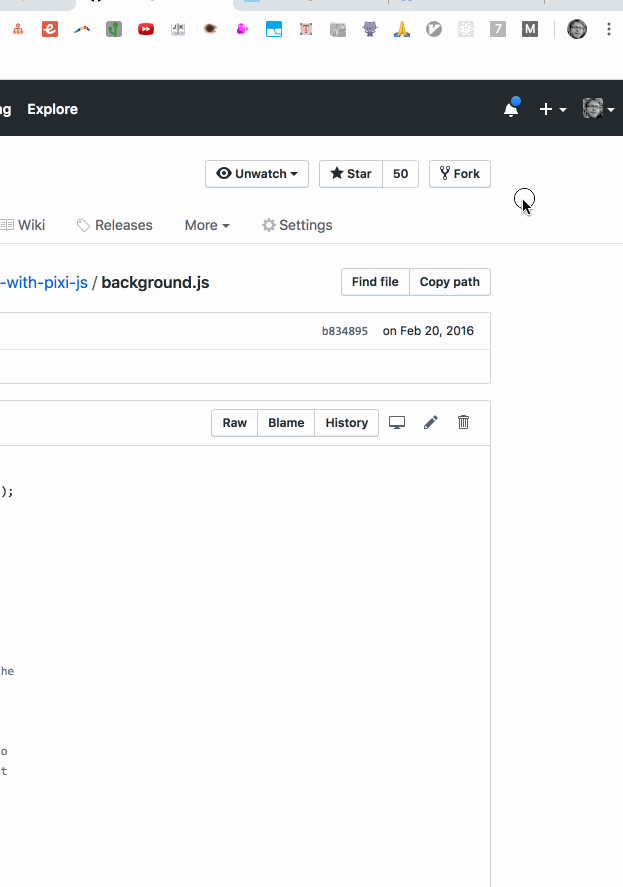 7 M
ng Explore
Unwatch Star 50 Fork
Wiki Releases More Settings
-with-pixi-js / background.js Find file Copy path
b834895 on Feb 20, 2016
Raw Blame History
);
he
o
t